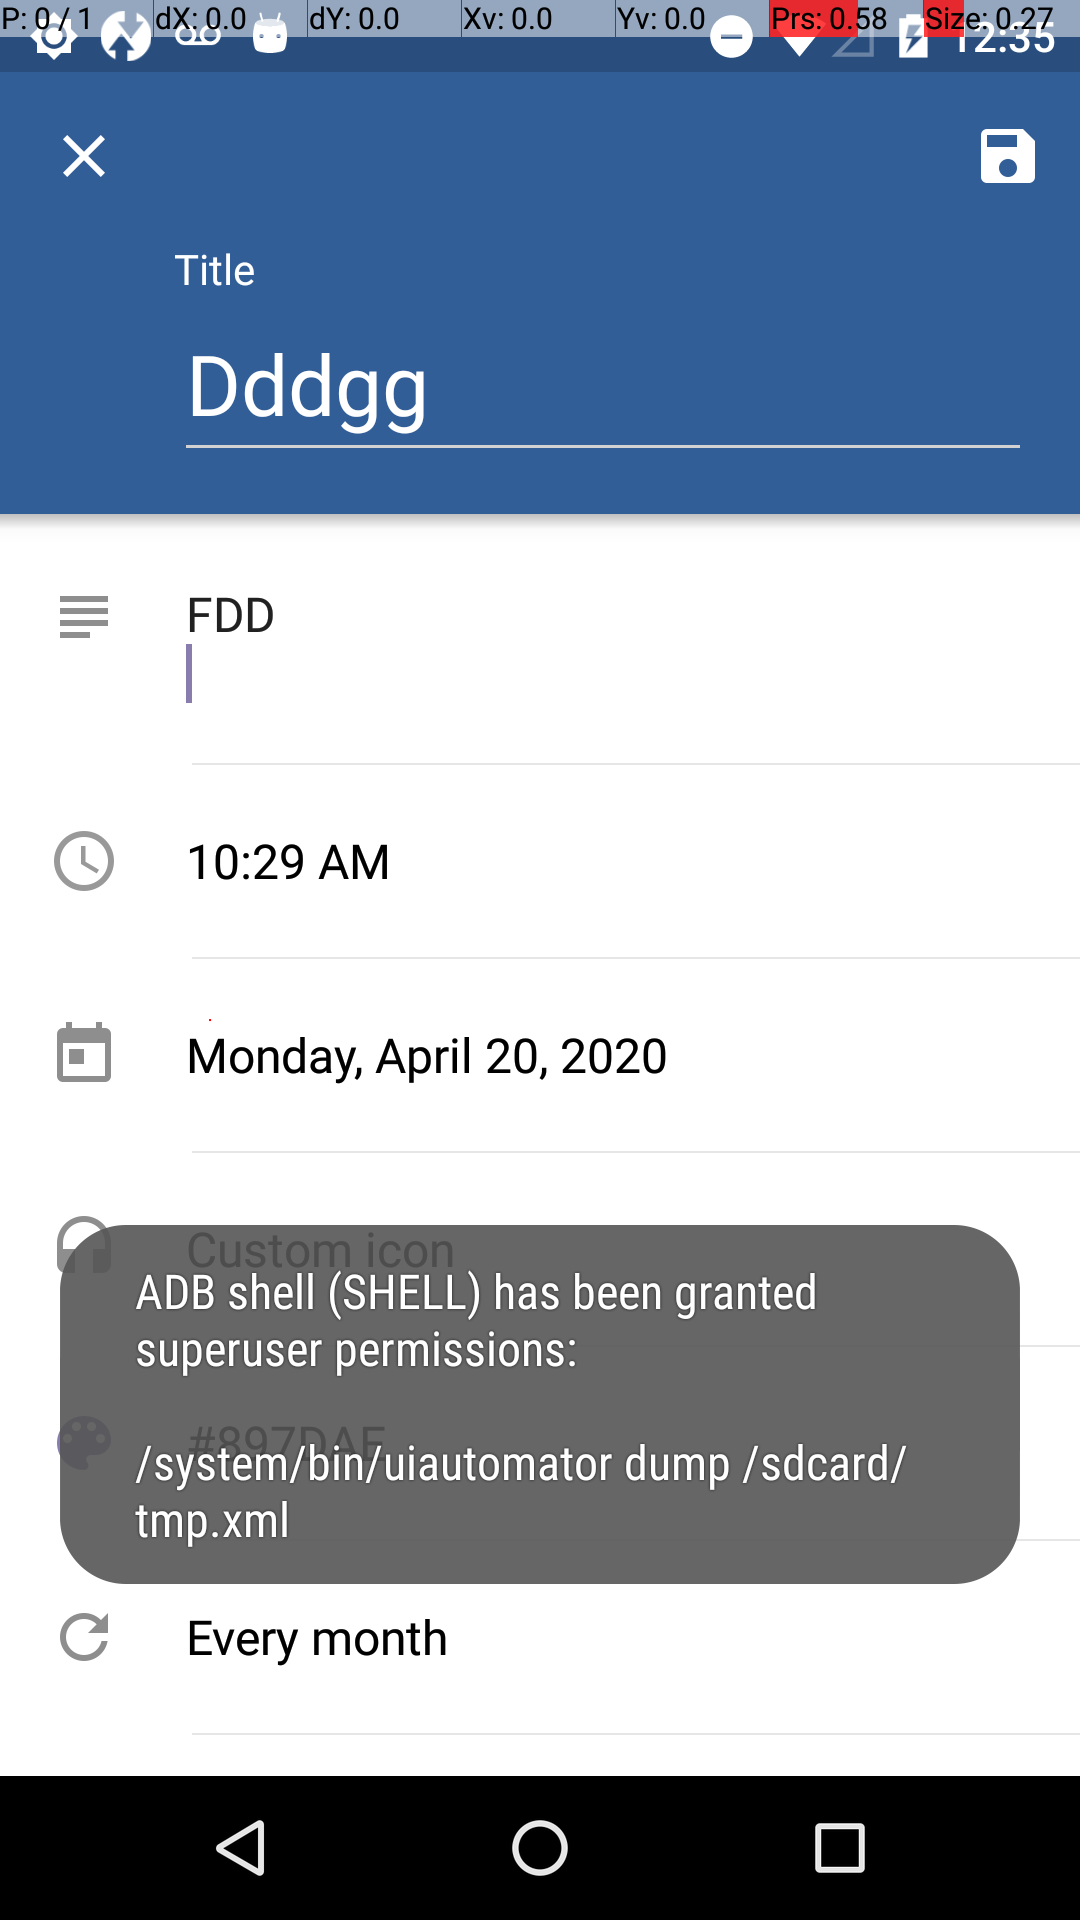 P: 0 / 1 dX: 0.0 dY: 0.0 Xv: 0.0 Yv: 0.0 Prs: 0.58 Size: 0.27
12:35
Title
Dddgg
FDD
10:29 AM
Monday, April 20, 2020
Custom icon
ADB shell (SHELL) has been granted
superuser permissions:
#897DAE
/system/bin/uiautomator dump /sdcard/
tmp.xml
Every month